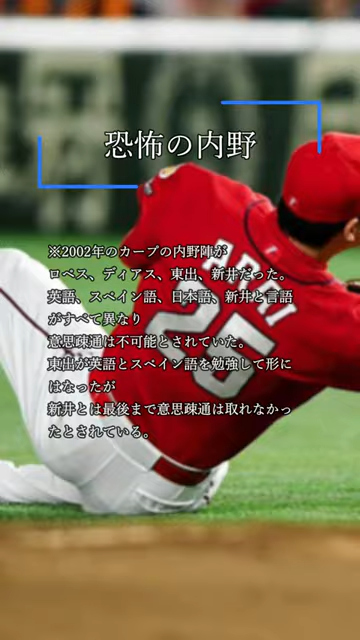 恐怖の内野
※2002年のカープの内野陣が
ロペス、ディアス、東出、新井だった。
英語、スペイン語、日本語、新井と言語
がすべて異なり
意思疎通は不可能とされていた。
東出が英語とスペイン語を勉強して形に
はなったが
新井とは最後まで意思疎通は取れなかっ
たとされている。
25